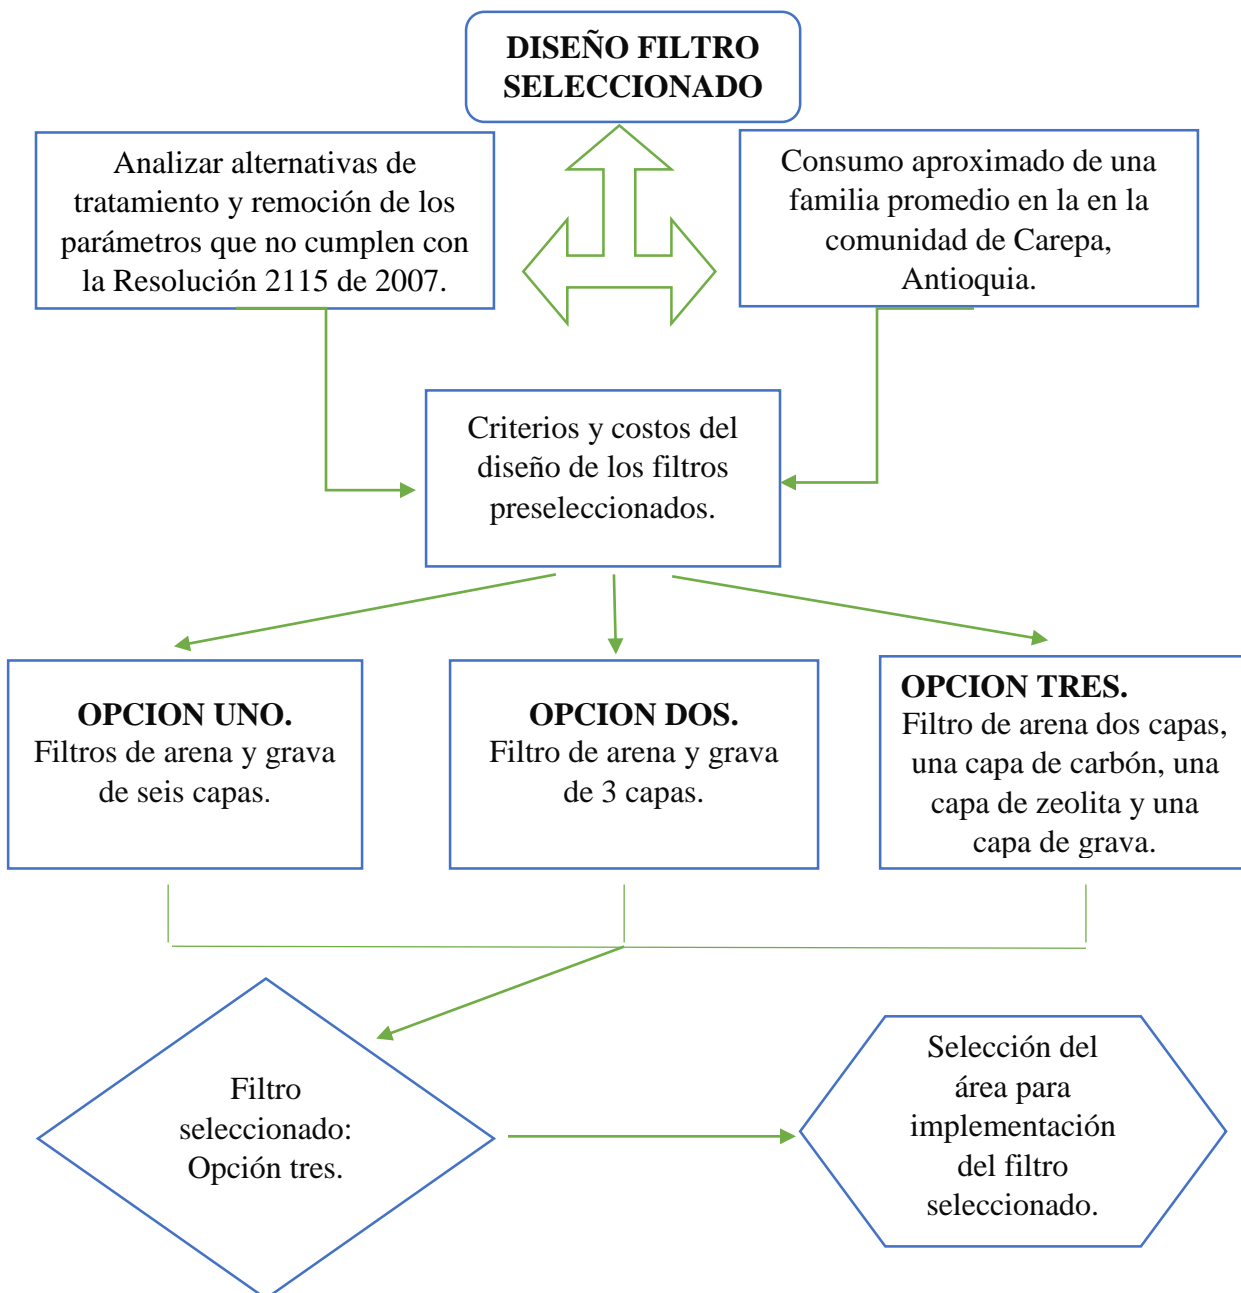 DISEÑO FILTRO
SELECCIONADO
Analizar alternativas de
tratamiento y remoción de los
parámetros que no cumplen con
la Resolución 2115 de 2007.
Consumo aproximado de una
familia promedio en la en la
comunidad de Carepa,
Antioquia.
Criterios y costos del
diseño de los filtros
preseleccionados.
OPCION UNO.
Filtros de arena y grava
de seis capas.
OPCION DOS.
Filtro de arena y grava
de 3 capas.
OPCION TRES.
Filtro de arena dos capas,
una capa de carbón, una
capa de zeolita y una
capa de grava.
Filtro
seleccionado:
Opción tres.
Selección del
área para
implementación
del filtro
seleccionado.